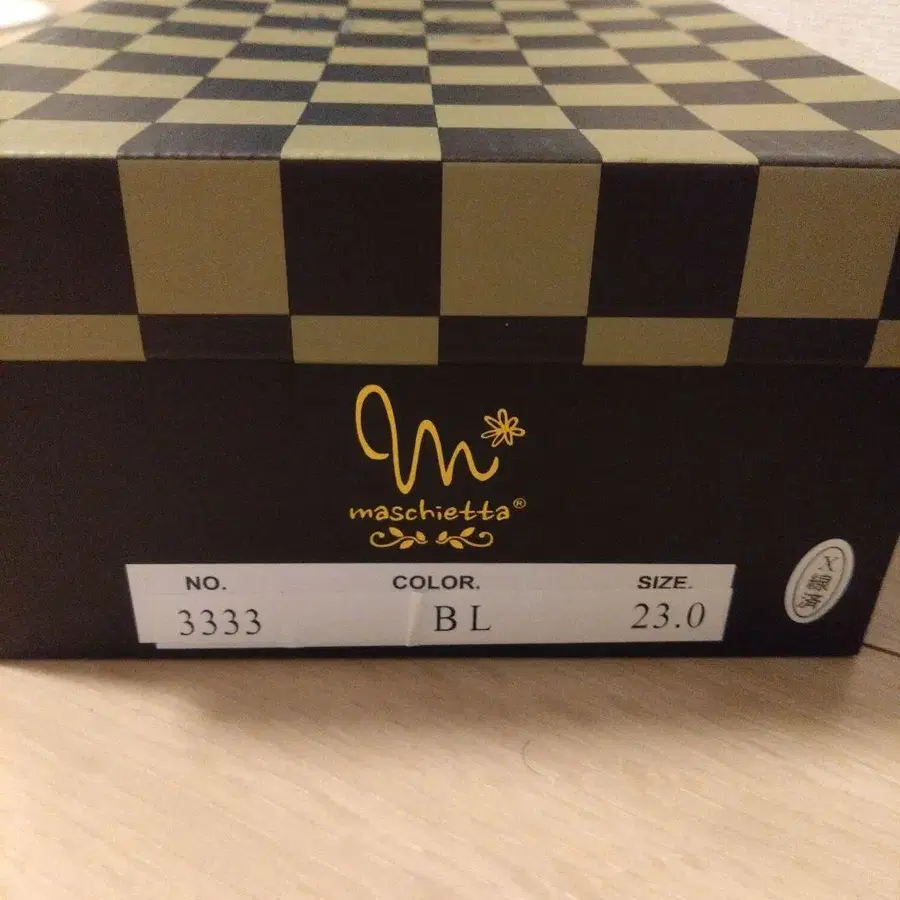 m
maschietta®
NO. COLOR. SIZE.
3333 BL 23.0